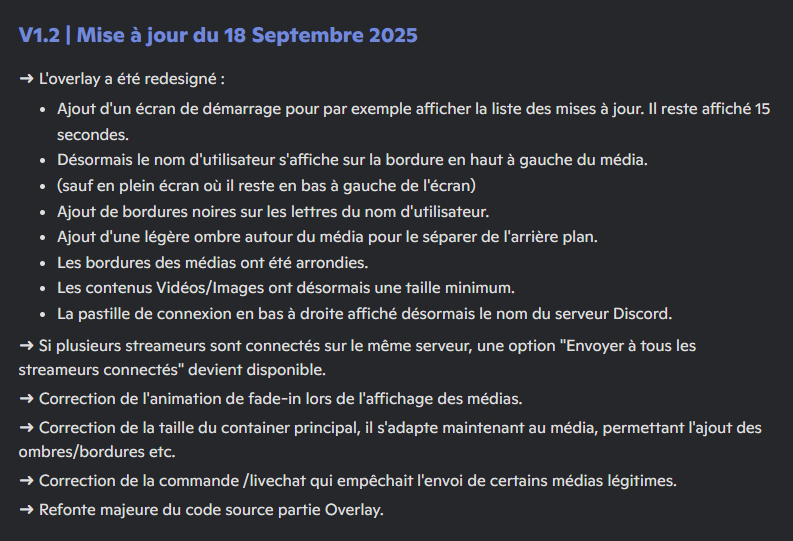 V1.2 | Mise à jour du 18 Septembre 2025
➜ L'overlay a été redesigné :
• Ajout d'un écran de démarrage pour par exemple afficher la liste des mises à jour. Il reste affiché 15
secondes.
• Désormais le nom d'utilisateur s'affiche sur la bordure en haut à gauche du média.
• (sauf en plein écran où il reste en bas à gauche de l'écran)
• Ajout de bordures noires sur les lettres du nom d'utilisateur.
• Ajout d'une légère ombre autour du média pour le séparer de l'arrière plan.
• Les bordures des médias ont été arrondies.
• Les contenus Vidéos/Images ont désormais une taille minimum.
• La pastille de connexion en bas à droite affiché désormais le nom du serveur Discord.
➜ Si plusieurs streameurs sont connectés sur le même serveur, une option "Envoyer à tous les
streameurs connectés" devient disponible.
➜ Correction de l'animation de fade-in lors de l'affichage des médias.
➜ Correction de la taille du container principal, il s'adapte maintenant au média, permettant l'ajout des
ombres/bordures etc.
➜ Correction de la commande /livechat qui empêchait l'envoi de certains médias légitimes.
➜ Refonte majeure du code source partie Overlay.